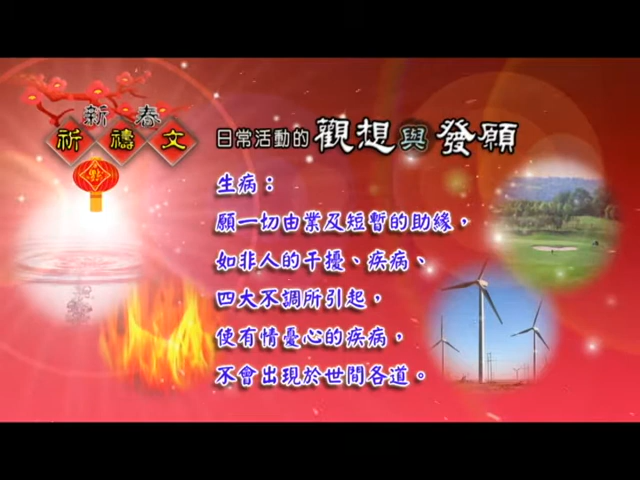 新春
祈禱文
點
日常活動的觀想與發願
生病：
願一切由業及短暫的助緣，
如非人的干擾、疾病、
四大不調所引起，
使有情憂心的疾病，
不會出現於世間各道。